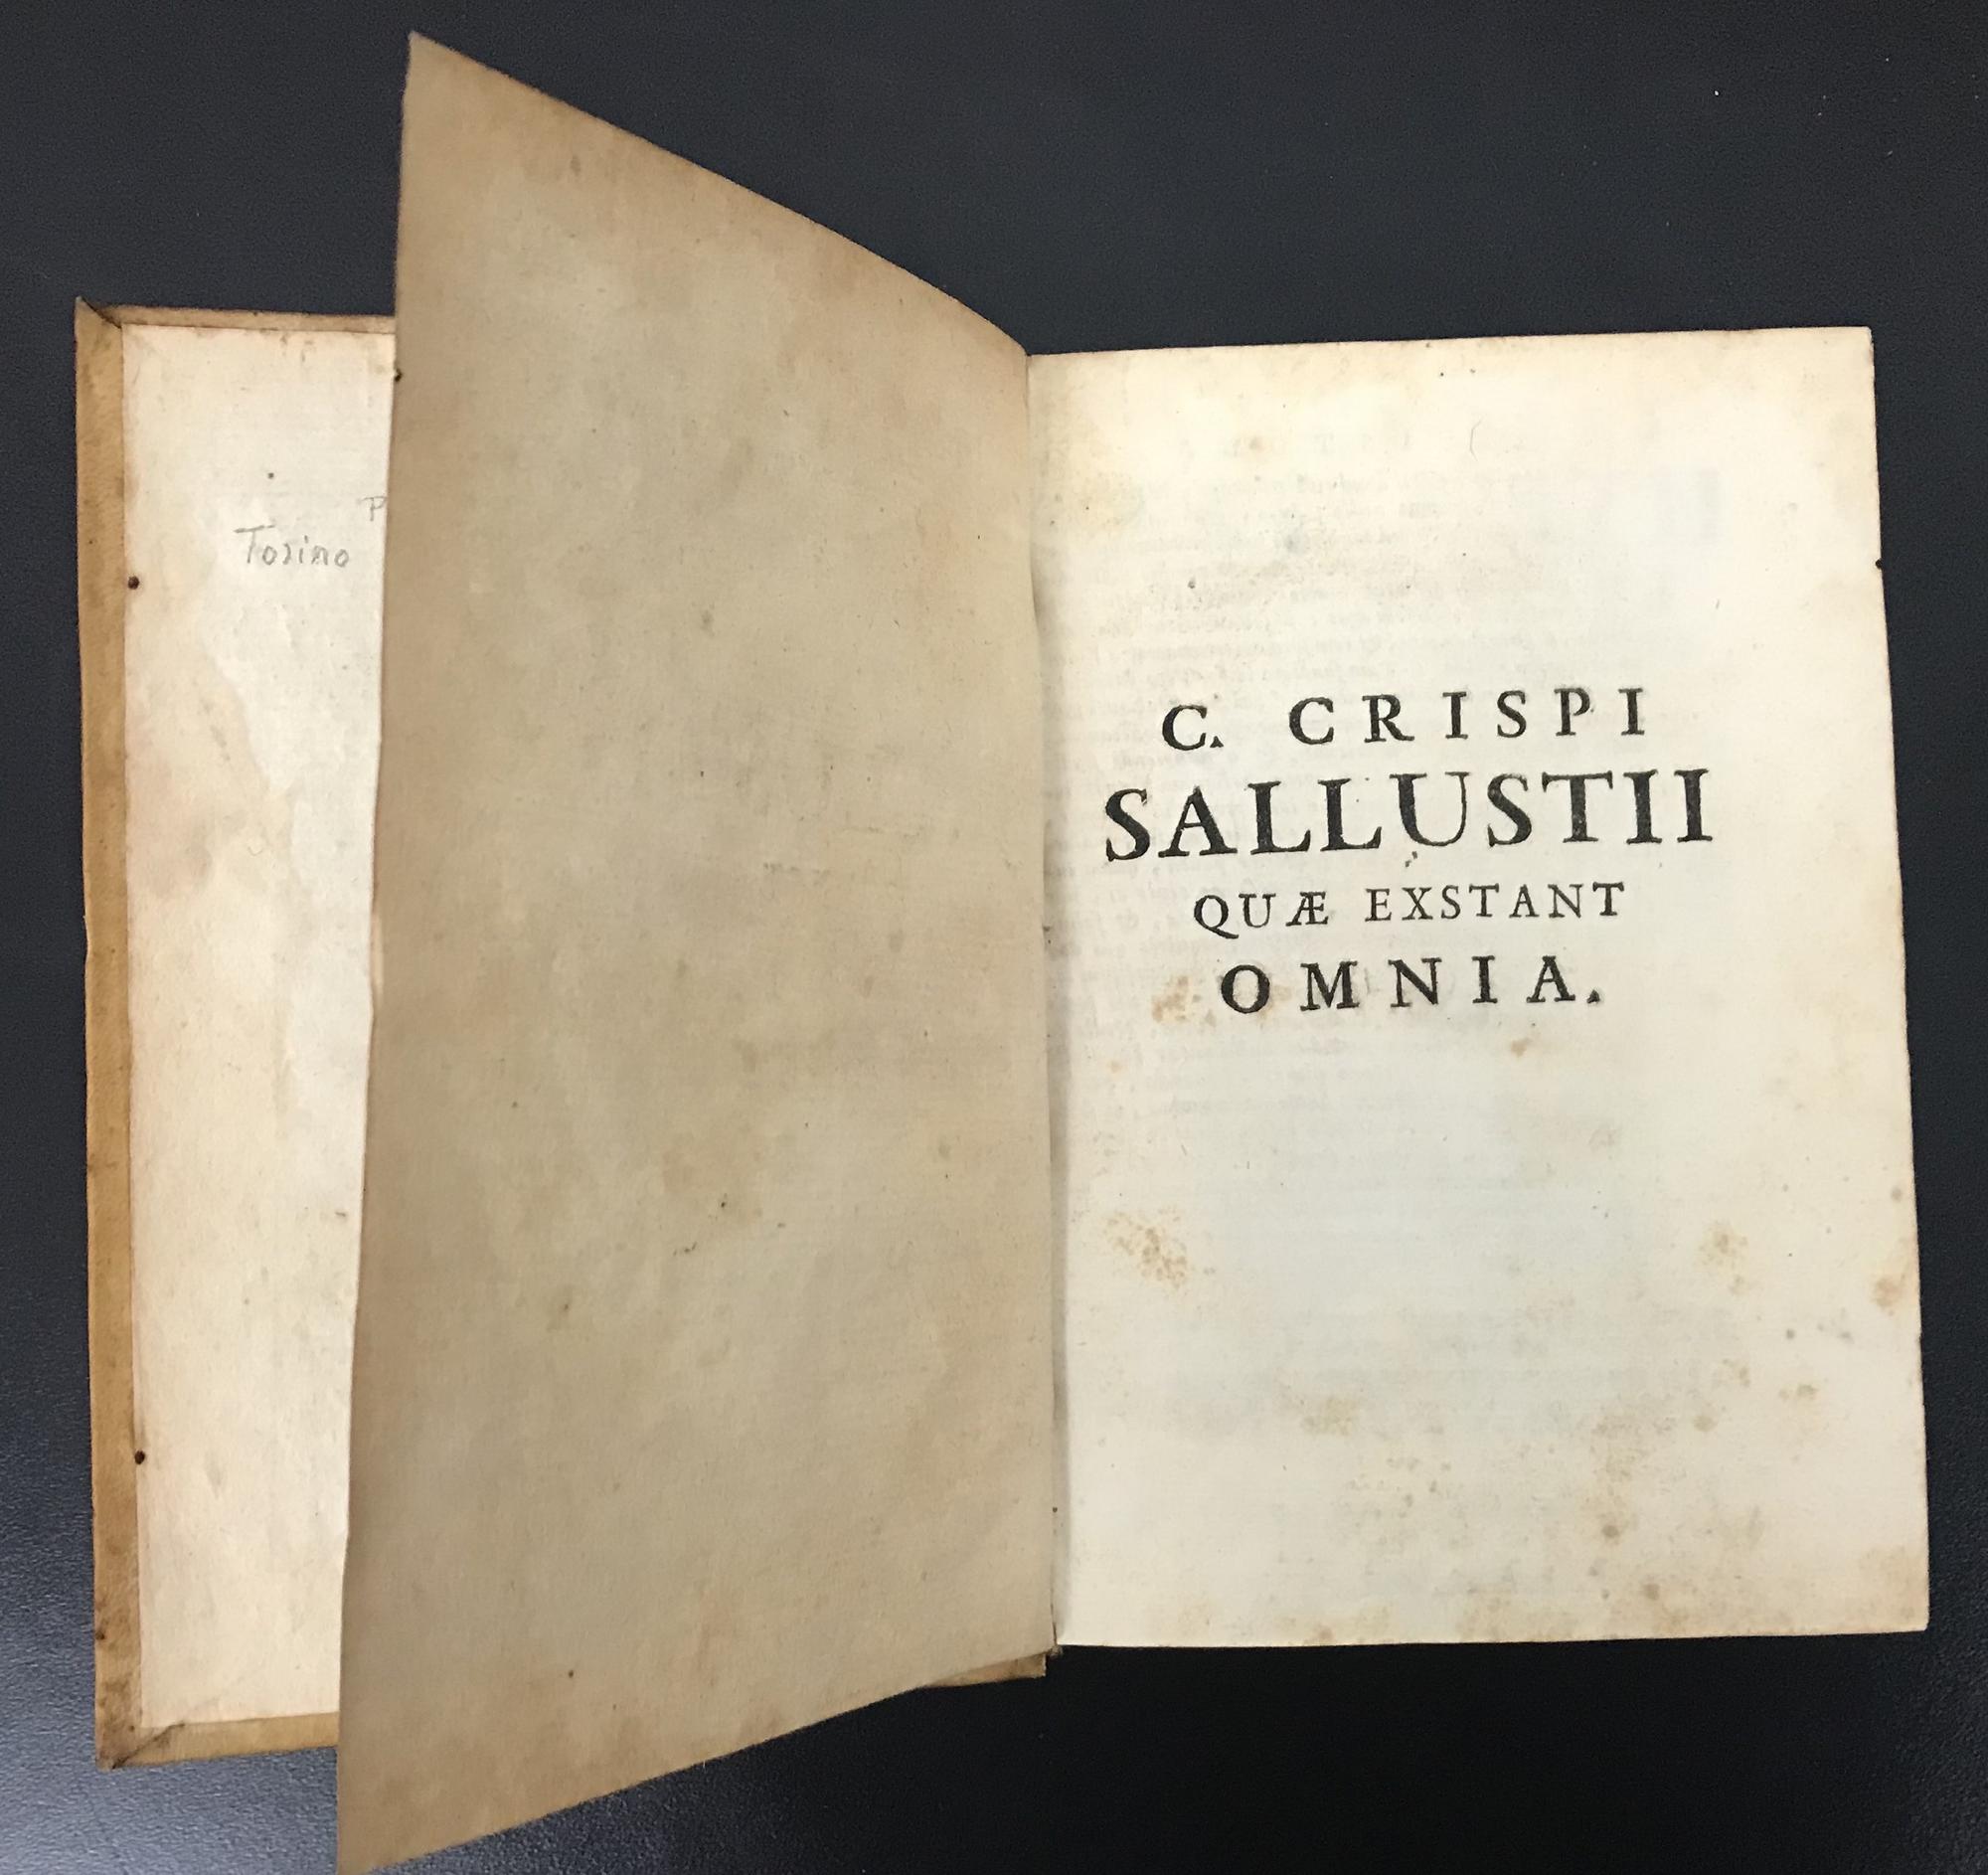 Torino
C. CRISPI
SALLUSTII
QUÆ EXSTANT
OMNIA.